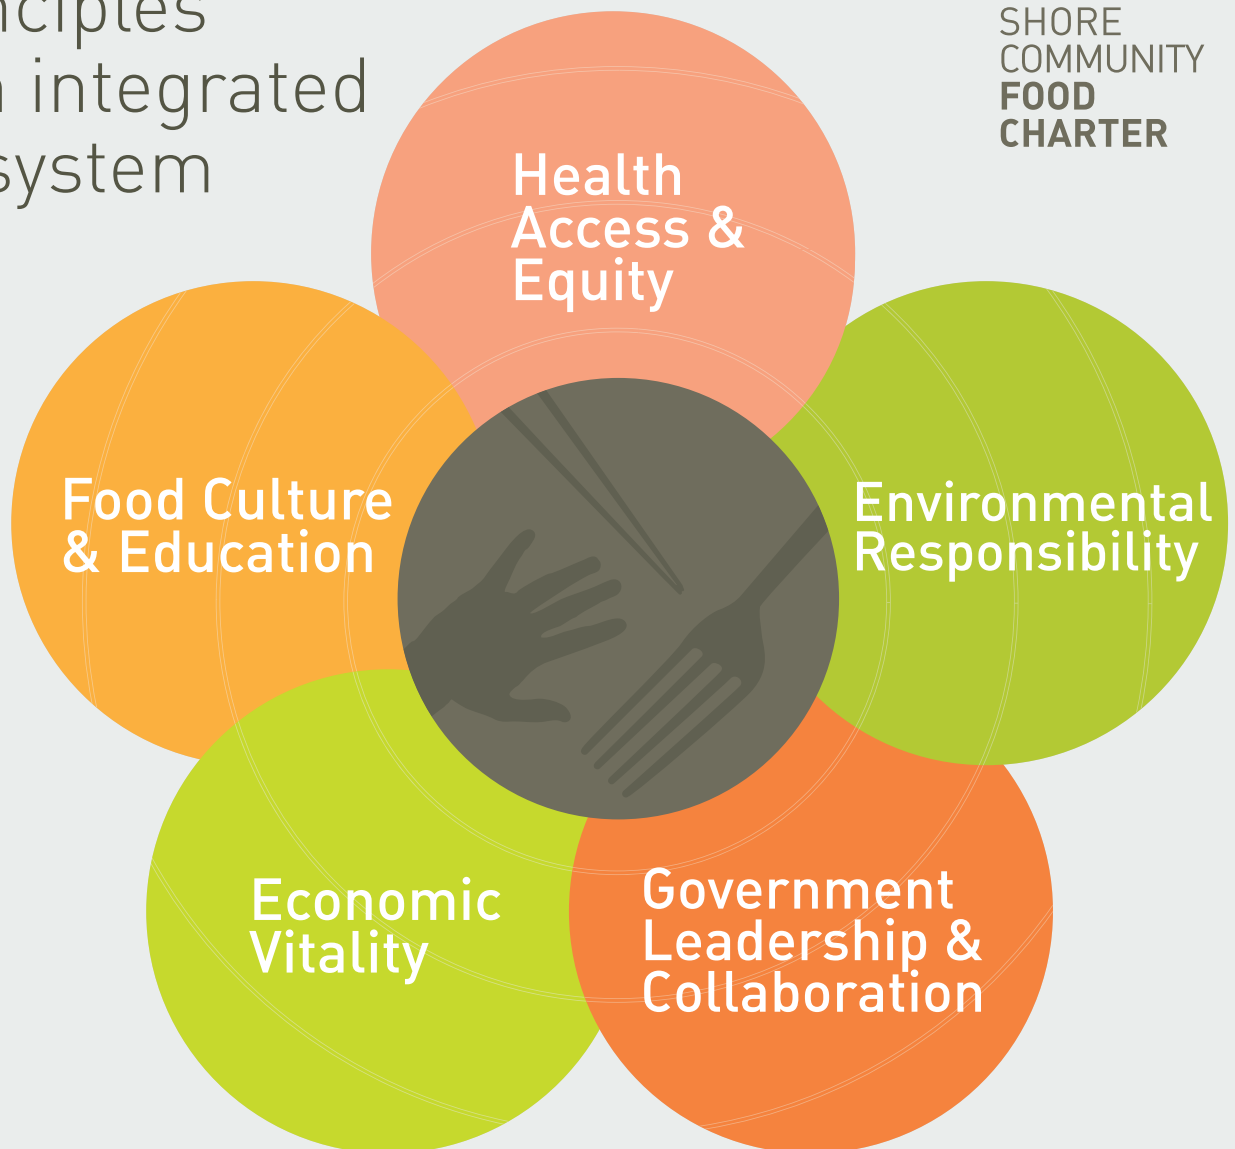 nciples
n integrated
system
SHORE
COMMUNITY
FOOD
CHARTER
Health
Access &
Equity
Food Culture
& Education
Environmental
Responsibility
Economic
Vitality
Government
Leadership &
Collaboration